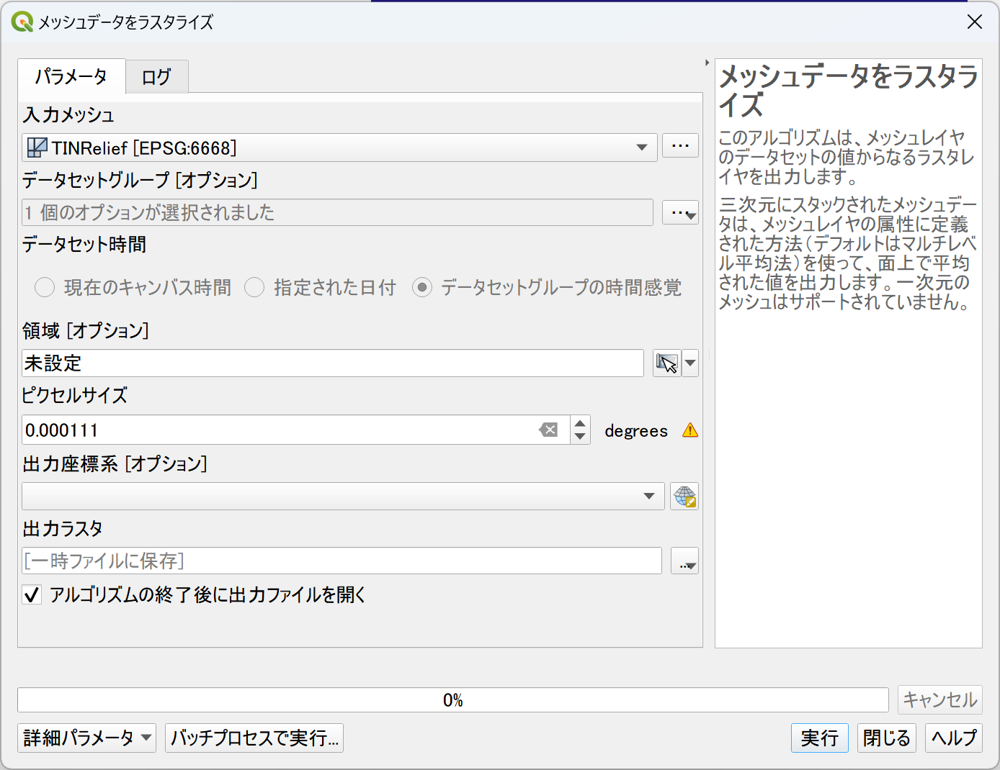 メッシュデータをラスタライズ
パラメータ
ログ
入力メッシュ
TINRelief [EPSG:6668]
…
データセットグループ [オプション]
1 個のオプションが選択されました
…
データセット時間
現在のキャンバス時間
指定された日付
データセットグループの時間感覚
領域 [オプション]
未設定
ピクセルサイズ
0.000111
degrees
出力座標系 [オプション]
出力ラスタ
[一時ファイルに保存]
…
アルゴリズムの終了後に出力ファイルを開く
メッシュデータをラスタラ
イズ
このアルゴリズムは、メッシュレイヤ
のデータセットの値からなるラスタレ
イヤを出力します。
三次元にスタックされたメッシュデー
タは、メッシュレイヤの属性に定義
された方法（デフォルトはマルチレベ
ル平均法）を使って、面上で平均
された値を出力します。一次元の
メッシュはサポートされていません。
0%
キャンセル
詳細パラメータ
バッチプロセスで実行...
実行
閉じる
ヘルプ